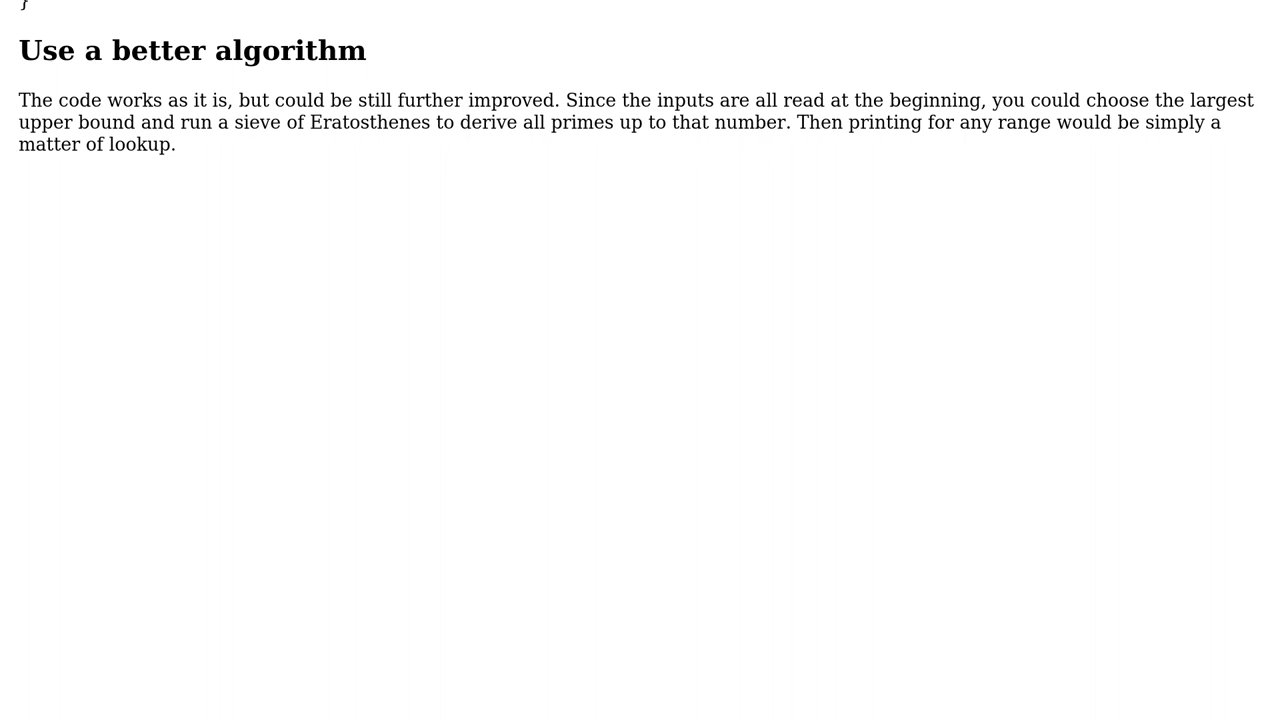 }
Use a better algorithm
The code works as it is, but could be still further improved. Since the inputs are all read at the beginning, you could choose the largest
upper bound and run a sieve of Eratosthenes to derive all primes up to that number. Then printing for any range would be simply a
matter of lookup.